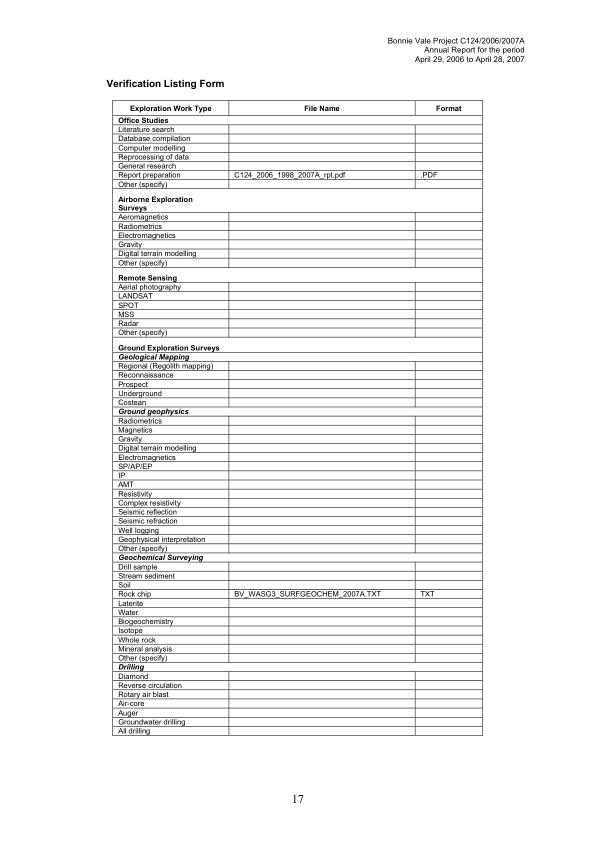 Bonnie Vale Project C124/2006/2007A
Annual Report for the period
April 29, 2006 to April 28, 2007
Verification Listing Form
Exploration Work Type File Name Format
Office Studies
Literature search
Database compilation
Computer modelling
Reprocessing of data
General research
Report preparation C124_2006_1998_2007A_rpt.pdf .PDF
Other (specify)
Airborne Exploration
Surveys
Aeromagnetics
Radiometrics
Electromagnetics
Gravity
Digital terrain modelling
Other (specify)
Remote Sensing
Aerial photography
LANDSAT
SPOT
MSS
Radar
Other (specify)
Ground Exploration Surveys
Geological Mapping
Regional (Regolith mapping)
Reconnaissance
Prospect
Underground
Costean
Ground geophysics
Radiometrics
Magnetics
Gravity
Digital terrain modelling
Electromagnetics
SP/AP/EP
IP
AMT
Resistivity
Complex resistivity
Seismic reflection
Seismic refraction
Well logging
Geophysical interpretation
Other (specify)
Geochemical Surveying
Drill sample
Stream sediment
Soil
Rock chip BV_WASG3_SURFGEOCHEM_2007A.TXT TXT
Laterite
Water
Biogeochemistry
Isotope
Whole rock
Mineral analysis
Other (specify)
Drilling
Diamond
Reverse circulation
Rotary air blast
Air-core
Auger
Groundwater drilling
All drilling
17